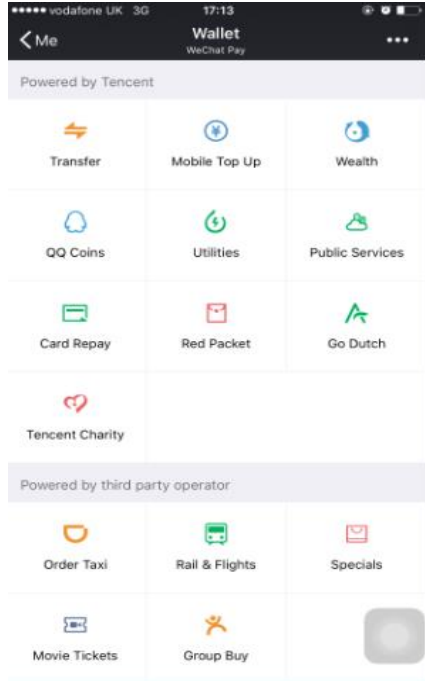 vodafone UK 3G 17:13
Me Wallet
WeChat Pay
Powered by Tencent
Transfer Mobile Top Up Wealth
QQ Coins Utilities Public Services
Card Repay Red Packet Go Dutch
Tencent Charity
Powered by third party operator
Order Taxi Rail & Flights Specials
Movie Tickets Group Buy